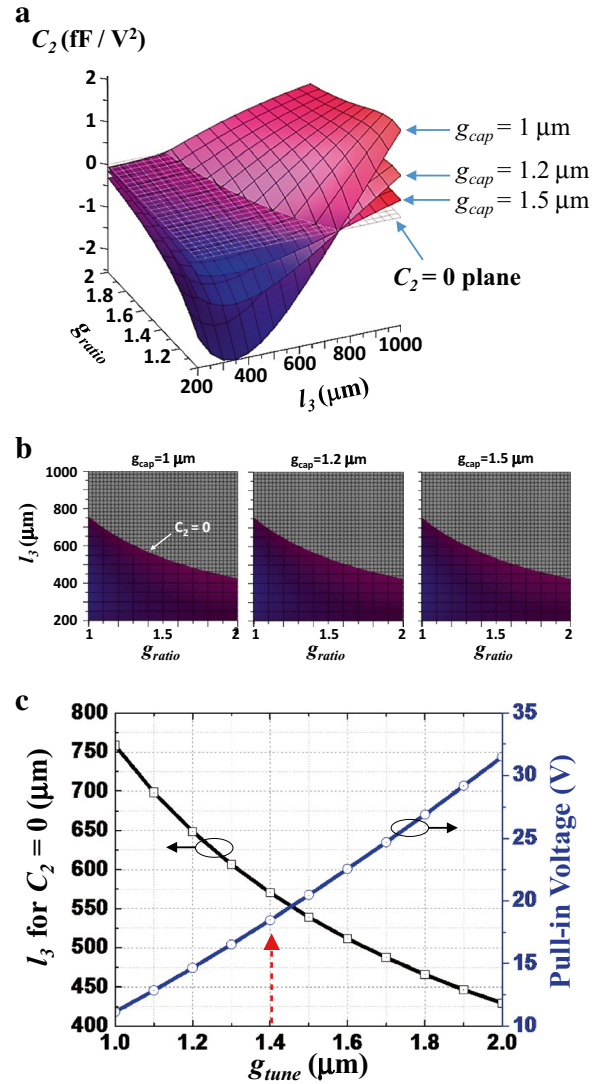 a
C2 (fF / V²)
2
1
0
-1
-2
2
1.8
1.6
1.4
1.2
gratio
200
400
600
800
1000
l3 (μm)
gcap = 1 μm
gcap = 1.2 μm
gcap = 1.5 μm
C2 = 0 plane
b
gcap=1 μm
gcap=1.2 μm
gcap=1.5 μm
l3 (μm)
1000
800
600
400
200
C2 = 0
1 1.5 2
1 1.5 2
1 1.5 2
gratio
gratio
gratio
c
l3 for C2 = 0 (μm)
800
750
700
650
600
550
500
450
400
35
30
25
20
15
10
Pull-in Voltage (V)
1.0 1.2 1.4 1.6 1.8 2.0
gtune (μm)